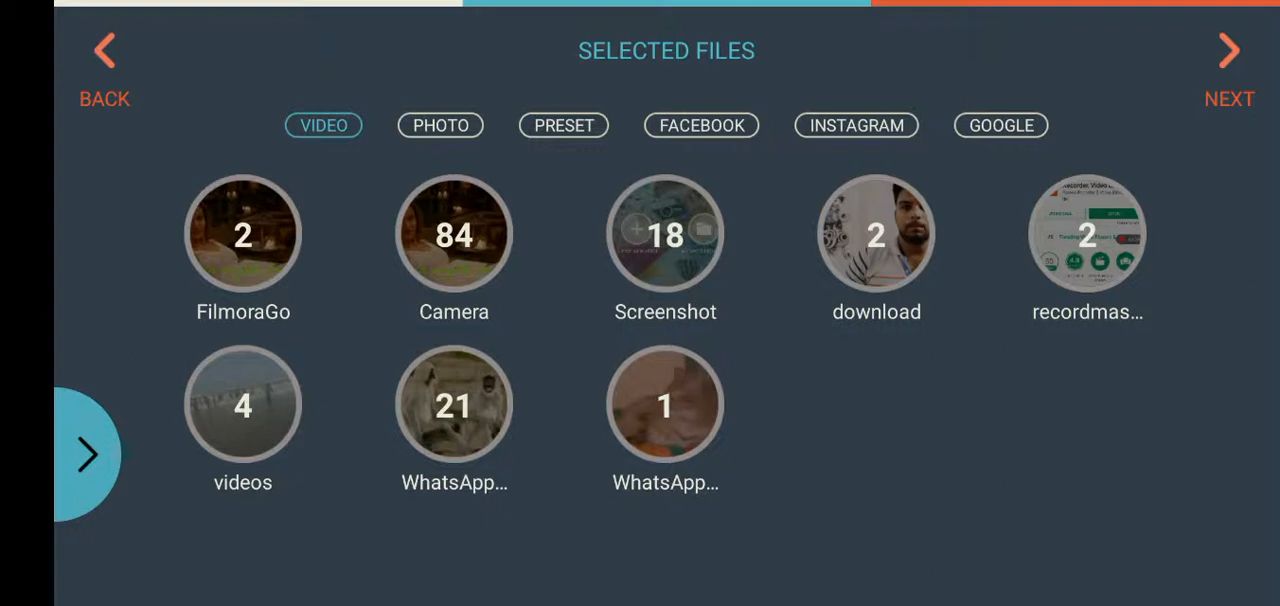 SELECTED FILES
BACK
NEXT
VIDEO PHOTO PRESET FACEBOOK INSTAGRAM GOOGLE
2 84 18 2 2
FilmoraGo Camera Screenshot download recordmas...
4 21 1
videos WhatsApp... WhatsApp...